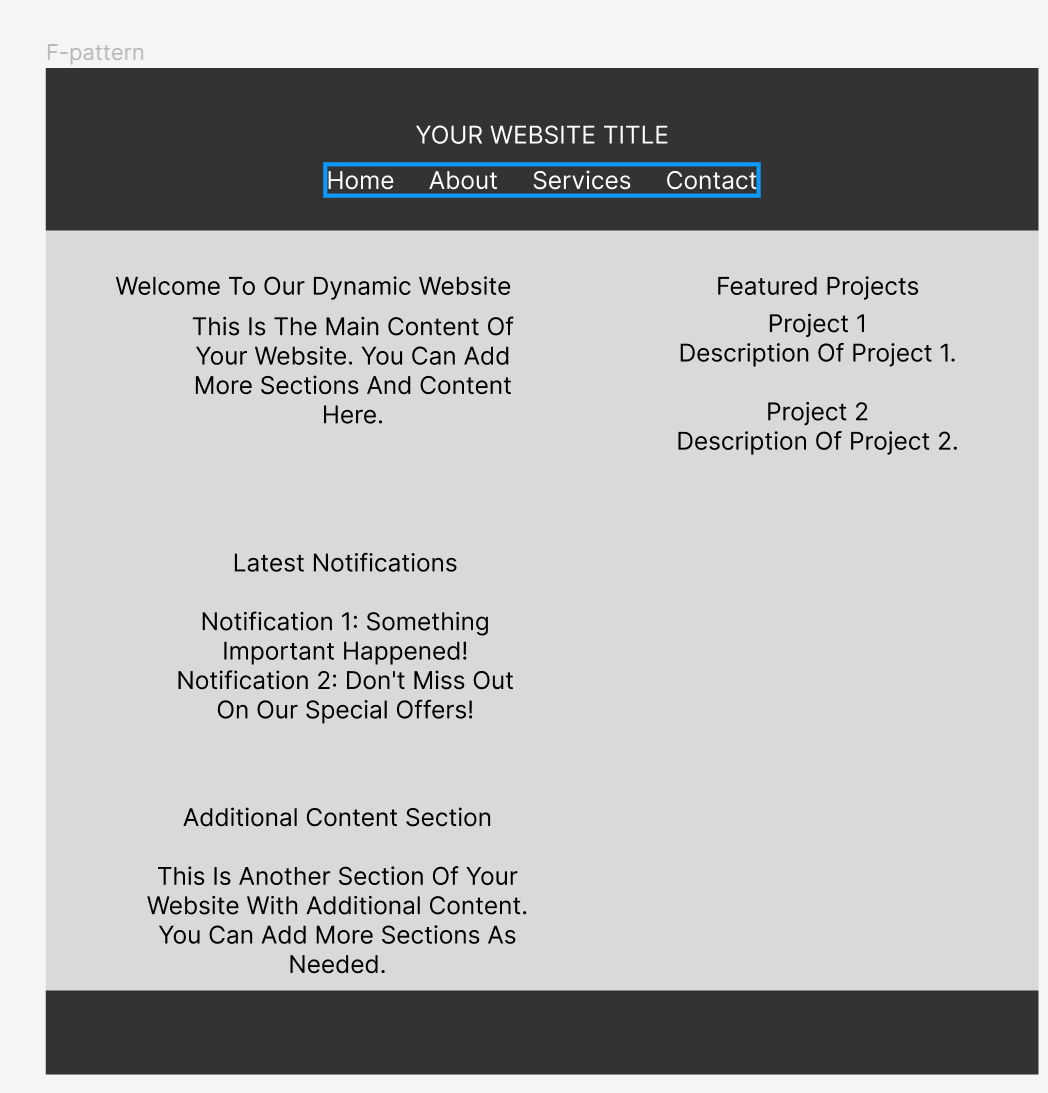 F-pattern
YOUR WEBSITE TITLE
Home About Services Contact
Welcome To Our Dynamic Website
This Is The Main Content Of
Your Website. You Can Add
More Sections And Content
Here.
Featured Projects
Project 1
Description Of Project 1.
Project 2
Description Of Project 2.
Latest Notifications
Notification 1: Something
Important Happened!
Notification 2: Don't Miss Out
On Our Special Offers!
Additional Content Section
This Is Another Section Of Your
Website With Additional Content.
You Can Add More Sections As
Needed.